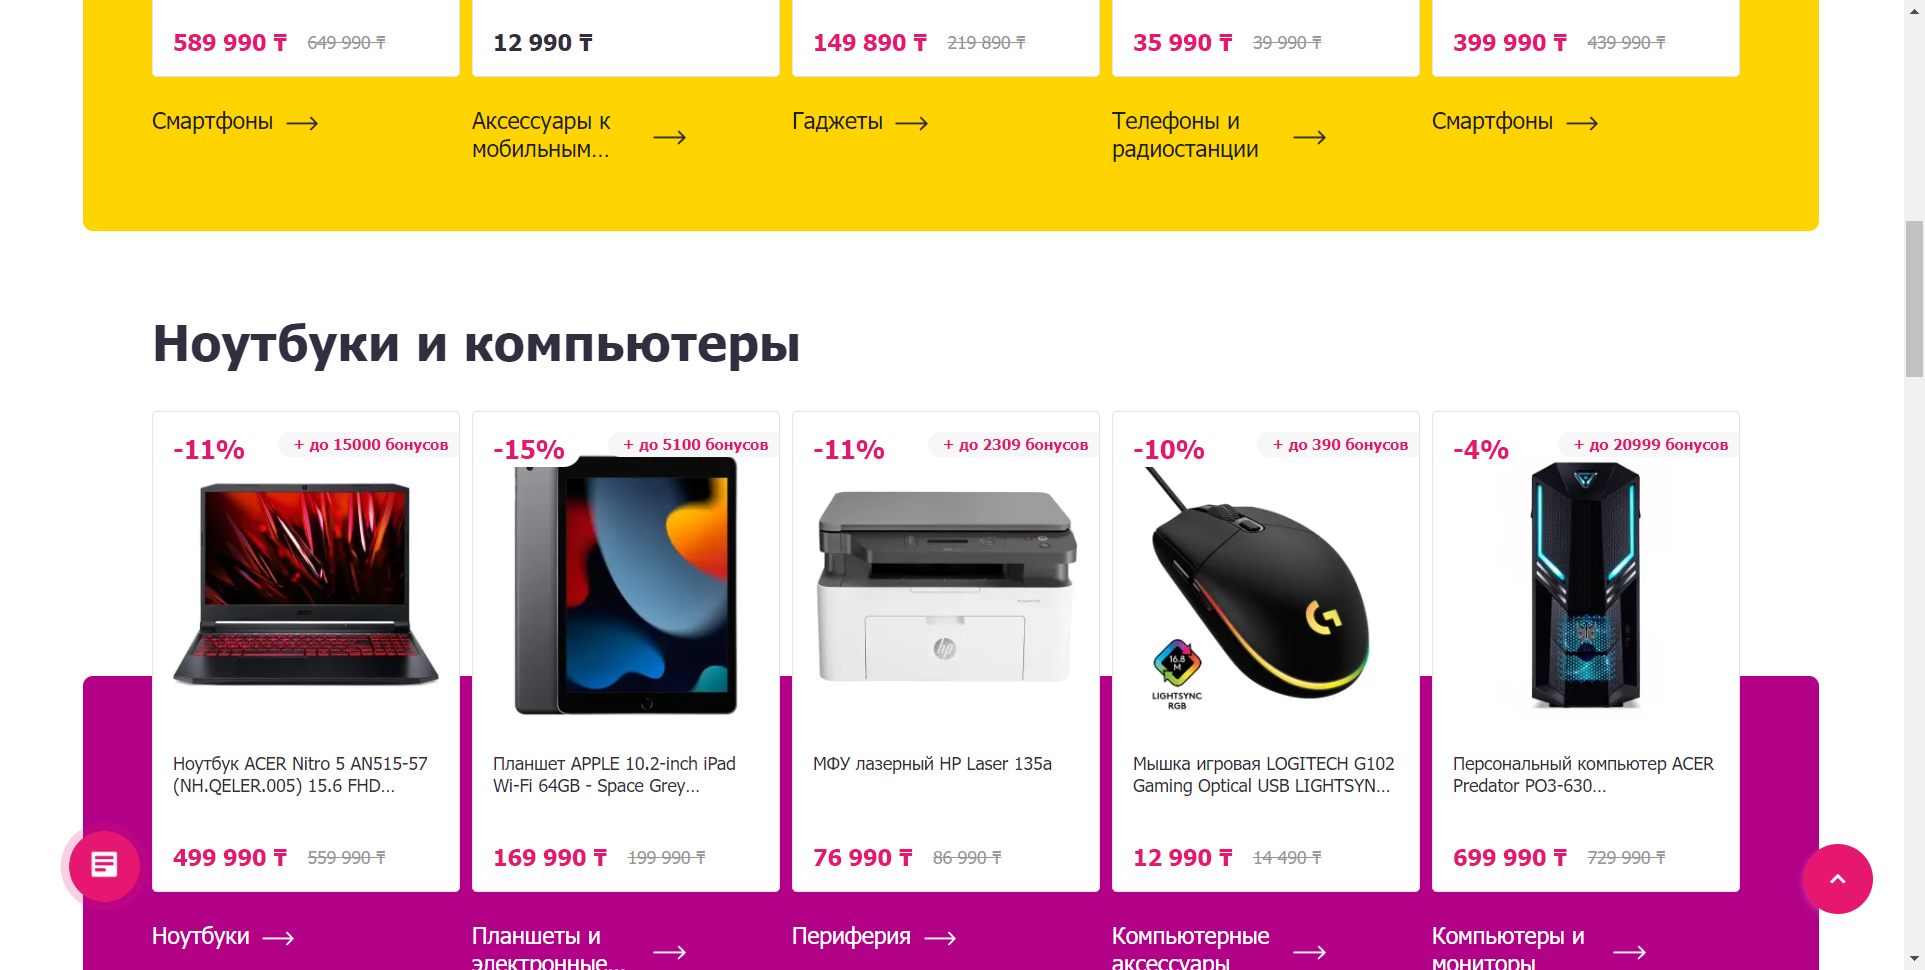 589 990 ₸ 649 990 ₸
12 990 ₸
149 890 ₸ 219 890 ₸
35 990 ₸ 39 990 ₸
399 990 ₸ 439 990 ₸
Смартфоны
Аксессуары к
мобильным...
Гаджеты
Телефоны и
радиостанции
Смартфоны
Ноутбуки и компьютеры
-11%
+ до 15000 бонусов
Ноутбук ACER Nitro 5 AN515-57
(NH.QELER.005) 15.6 FHD...
499 990 ₸ 559 990 ₸
-15%
+ до 5100 бонусов
Планшет APPLE 10.2-inch iPad
Wi-Fi 64GB - Space Grey...
169 990 ₸ 199 990 ₸
-11%
+ до 2309 бонусов
hp
МФУ лазерный HP Laser 135a
76 990 ₸ 86 990 ₸
-10%
+ до 390 бонусов
G
16.8
M
LIGHTSYNC
RGB
Мышка игровая LOGITECH G102
Gaming Optical USB LIGHTSYN...
12 990 ₸ 14 490 ₸
-4%
+ до 20999 бонусов
Персональный компьютер ACER
Predator PO3-630...
699 990 ₸ 729 990 ₸
Ноутбуки
Планшеты и
электронные...
Периферия
Компьютерные
аксессуары
Компьютеры и
мониторы